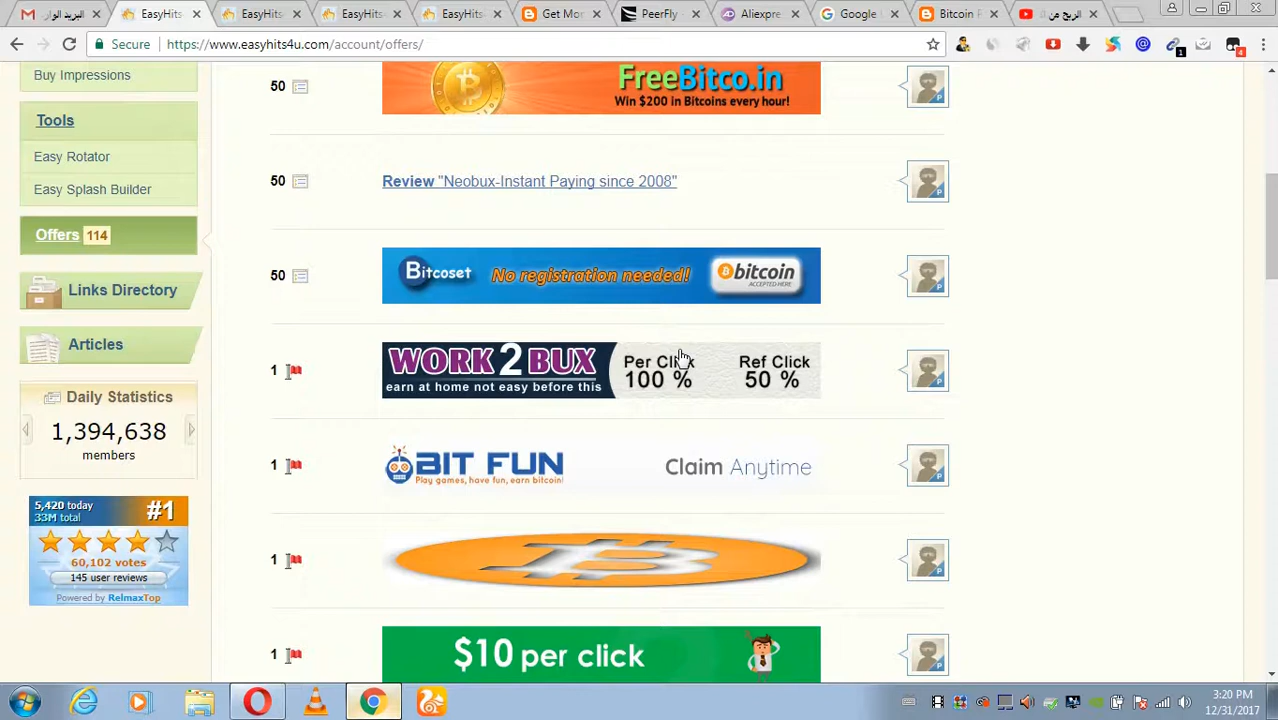 البريد الوار
EasyHits
EasyHits
EasyHits
EasyHits
Get Mon
PeerFly
Aliexpre
Google
Bitcoin R
الربح من
Secure
https://www.easyhits4u.com/account/offers/
1
4
Buy Impressions
Tools
Easy Rotator
Easy Splash Builder
Offers 114
Links Directory
Articles
Daily Statistics
1,394,638
members
5,420 today
33M total
#1
60,102 votes
145 user reviews
Powered by RelmaxTop
50
FreeBitco.in
Win $200 in Bitcoins every hour!
50
Review "Neobux-Instant Paying since 2008"
50
Bitcoset
No registration needed!
bitcoin
ACCEPTED HERE
1
WORK 2 BUX
earn at home not easy before this
Per Click
100 %
Ref Click
50 %
1
BIT FUN
Play games, have fun, earn bitcoin!
Claim Anytime
1
1
$10 per click
3:20 PM
12/31/2017